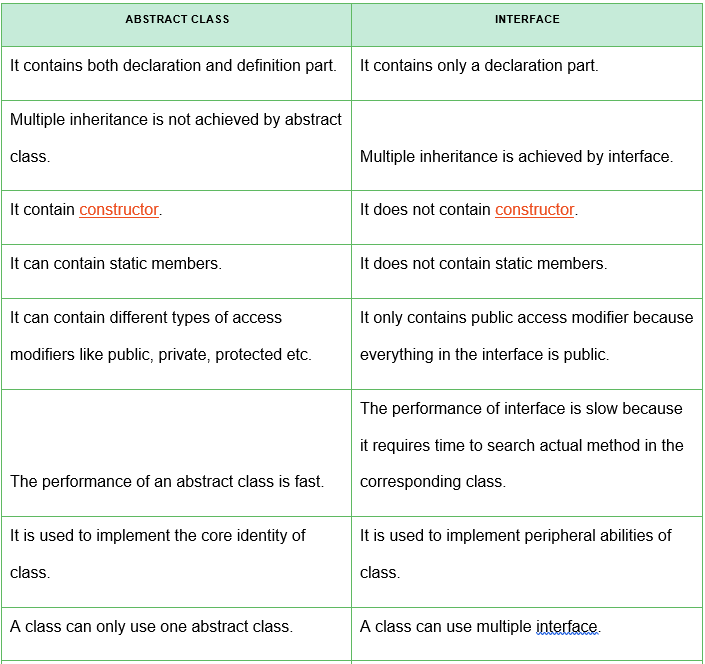 ABSTRACT CLASS
INTERFACE
It contains both declaration and definition part.
It contains only a declaration part.
Multiple inheritance is not achieved by abstract
class.
Multiple inheritance is achieved by interface.
It contain constructor.
It does not contain constructor.
It can contain static members.
It does not contain static members.
It can contain different types of access
modifiers like public, private, protected etc.
It only contains public access modifier because
everything in the interface is public.
The performance of an abstract class is fast.
The performance of interface is slow because
it requires time to search actual method in the
corresponding class.
It is used to implement the core identity of
class.
It is used to implement peripheral abilities of
class.
A class can only use one abstract class.
A class can use multiple interface.